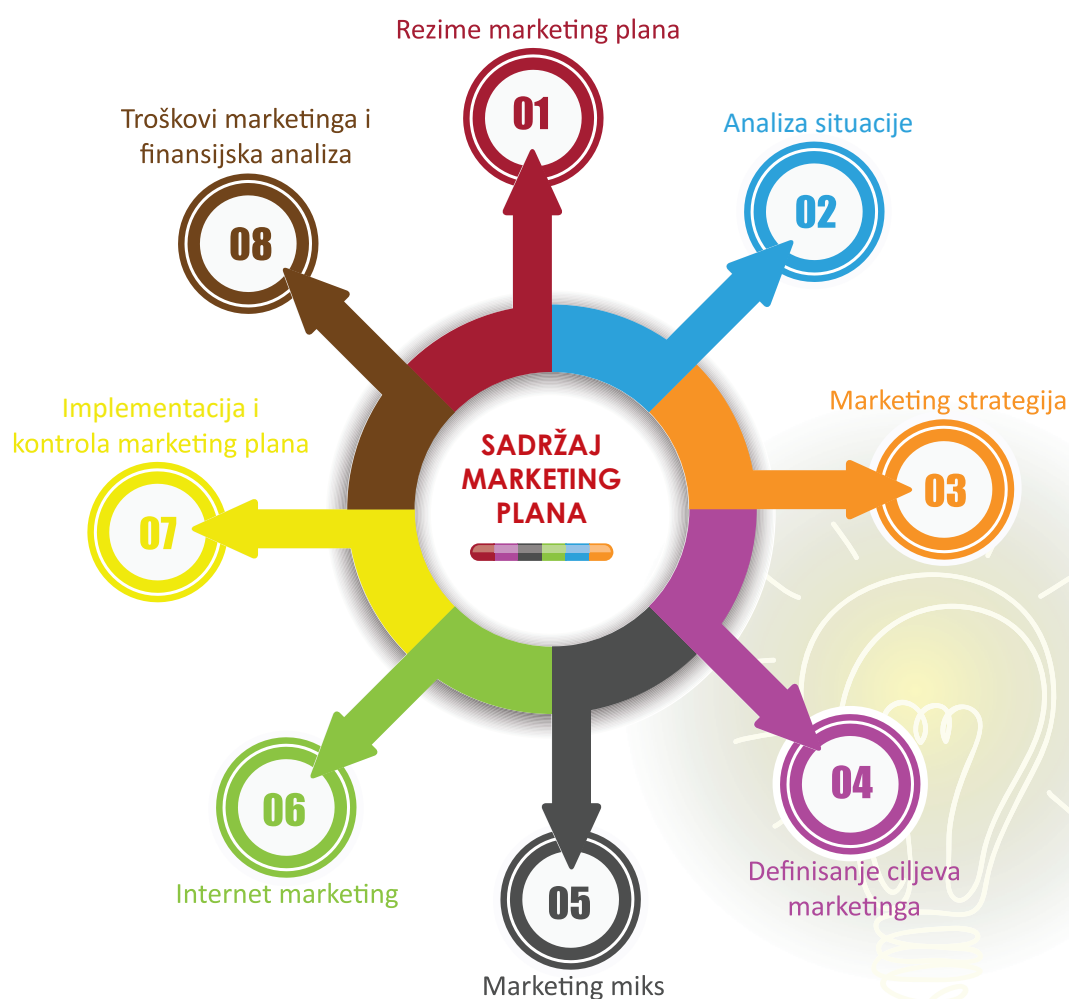 SADRŽAJ
MARKETING
PLANA
Rezime marketing plana
01
Analiza situacije
02
Marketing strategija
03
04
Definisanje ciljeva
marketinga
05
Marketing miks
06
Internet marketing
Implementacija i
kontrola marketing plana
07
Troškovi marketinga i
finansijska analiza
08